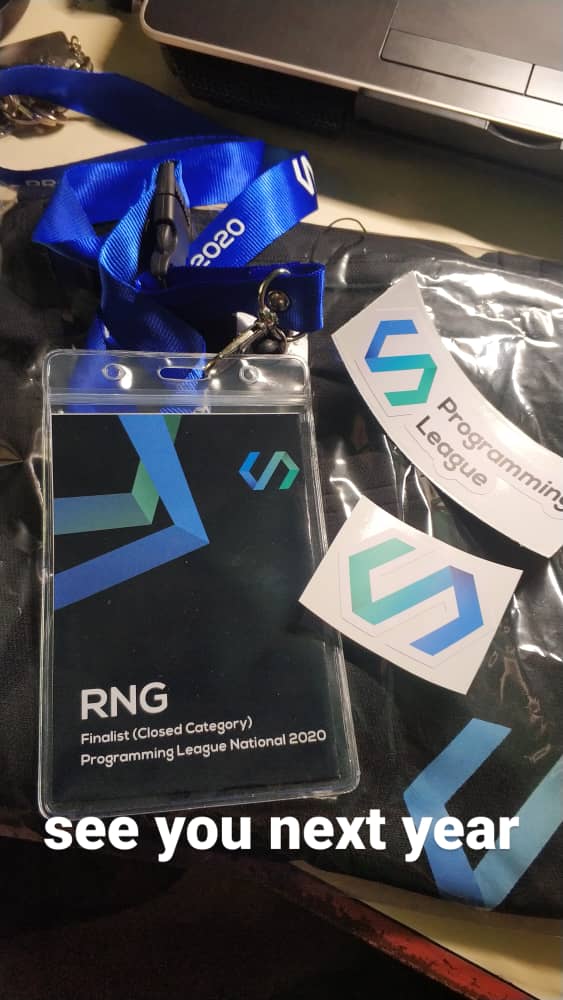 2020
Programming
League
RNG
Finalist (Closed Category)
Programming League National 2020
see you next year